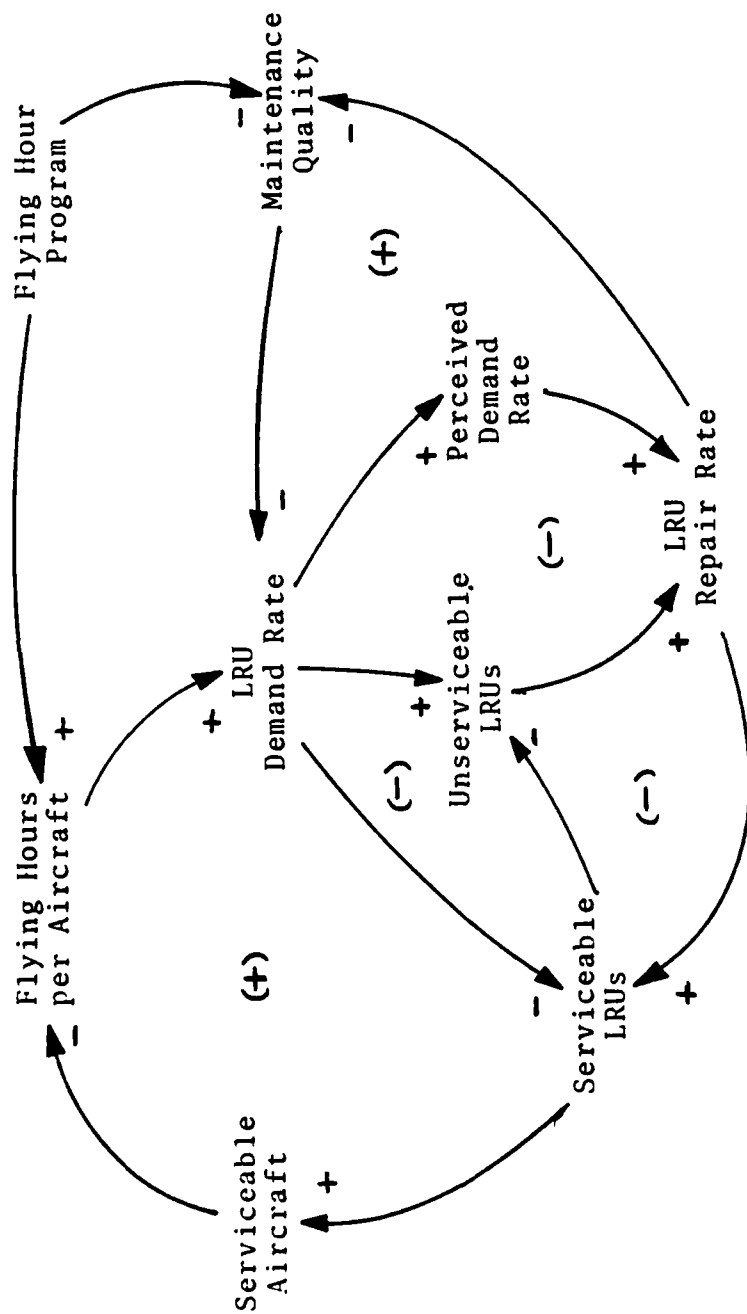 Flying Hour
Program
Flying Hours
per Aircraft
+
-
-
Maintenance
Quality
-
Serviceable
Aircraft
+
(+)
+
LRU
Demand Rate
-
(+)
(-)
+
Perceived
Demand
Rate
+
Unserviceable
LRUs
-
(-)
-
Serviceable
LRUs
+
(-)
+
+
LRU
Repair Rate